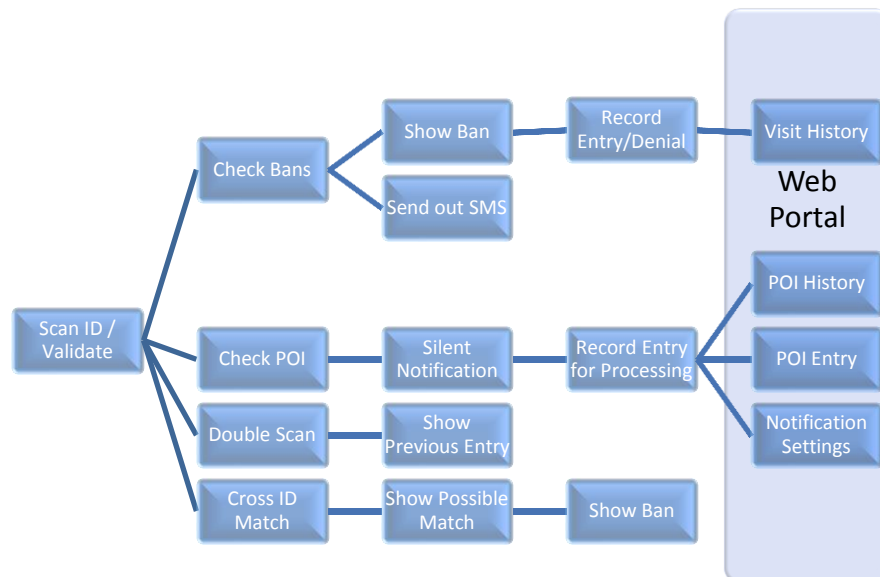 Show Ban
Record
Entry/Denial
Visit History
Check Bans
Web
Portal
Send out SMS
POI History
Scan ID /
Validate
Check POI
Silent
Notification
Record Entry
for Processing
POI Entry
Double Scan
Show
Previous Entry
Notification
Settings
Cross ID
Match
Show Possible
Match
Show Ban